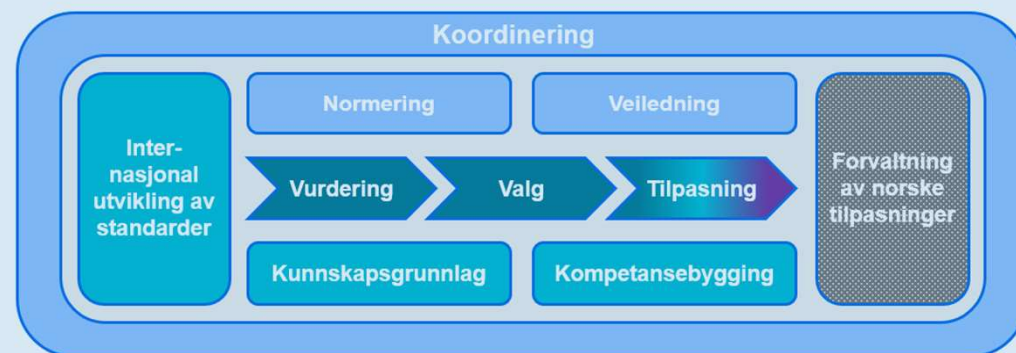 Koordinering
Inter-
nasjonal
utvikling av
standarder
Normering
Veiledning
Vurdering
Valg
Tilpasning
Kunnskapsgrunnlag
Kompetansebygging
Forvaltning
av norske
tilpasninger